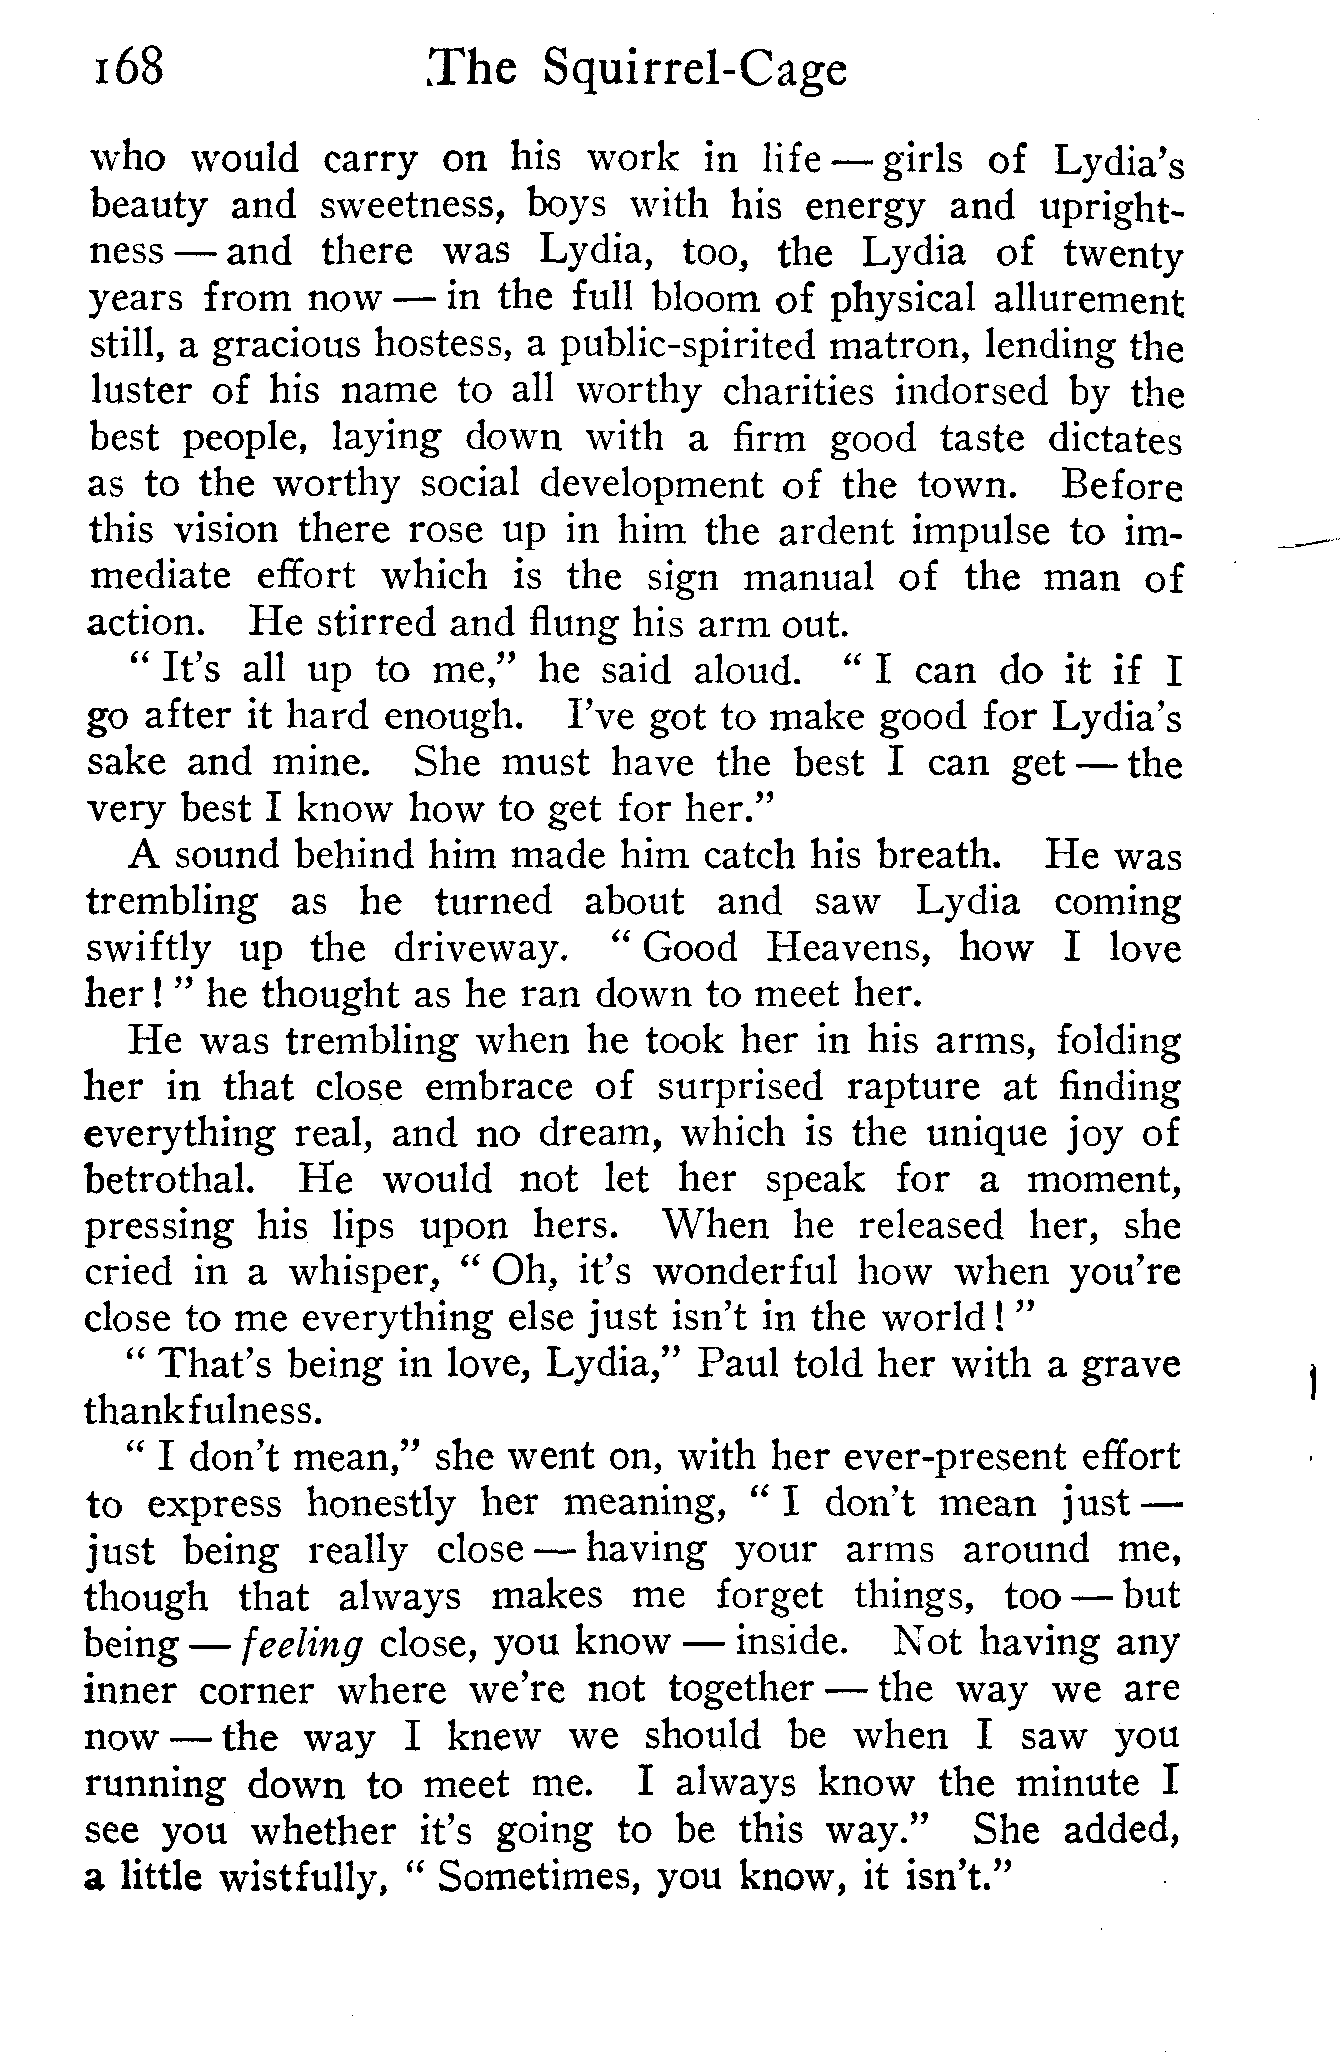 168 The Squirrel-Cage
who would carry on his work in life — girls of Lydia's
beauty and sweetness, boys with his energy and upright-
ness — and there was Lydia, too, the Lydia of twenty
years from now — in the full bloom of physical allurement
still, a gracious hostess, a public-spirited matron, lending the
luster of his name to all worthy charities indorsed by the
best people, laying down with a firm good taste dictates
as to the worthy social development of the town. Before
this vision there rose up in him the ardent impulse to im-
mediate effort which is the sign manual of the man of
action. He stirred and flung his arm out.
" It's all up to me," he said aloud. " I can do it if I
go after it hard enough. I've got to make good for Lydia's
sake and mine. She must have the best I can get — the
very best I know how to get for her."
A sound behind him made him catch his breath. He was
trembling as he turned about and saw Lydia coming
swiftly up the driveway. " Good Heavens, how I love
her! " he thought as he ran down to meet her.
He was trembling when he took her in his arms, folding
her in that close embrace of surprised rapture at finding
everything real, and no dream, which is the unique joy of
betrothal. He would not let her speak for a moment,
pressing his lips upon hers. When he released her, she
cried in a whisper, " Oh, it's wonderful how when you're
close to me everything else just isn't in the world! "
" That's being in love, Lydia," Paul told her with a grave
thankfulness.
" I don't mean," she went on, with her ever-present effort
to express honestly her meaning, " I don't mean just —
just being really close — having your arms around me,
though that always makes me forget things, too — but
being — feeling close, you know — inside. Not having any
inner corner where we're not together — the way we are
now — the way I knew we should be when I saw you
running down to meet me. I always know the minute I
see you whether it's going to be this way." She added,
a little wistfully, " Sometimes, you know, it isn't."